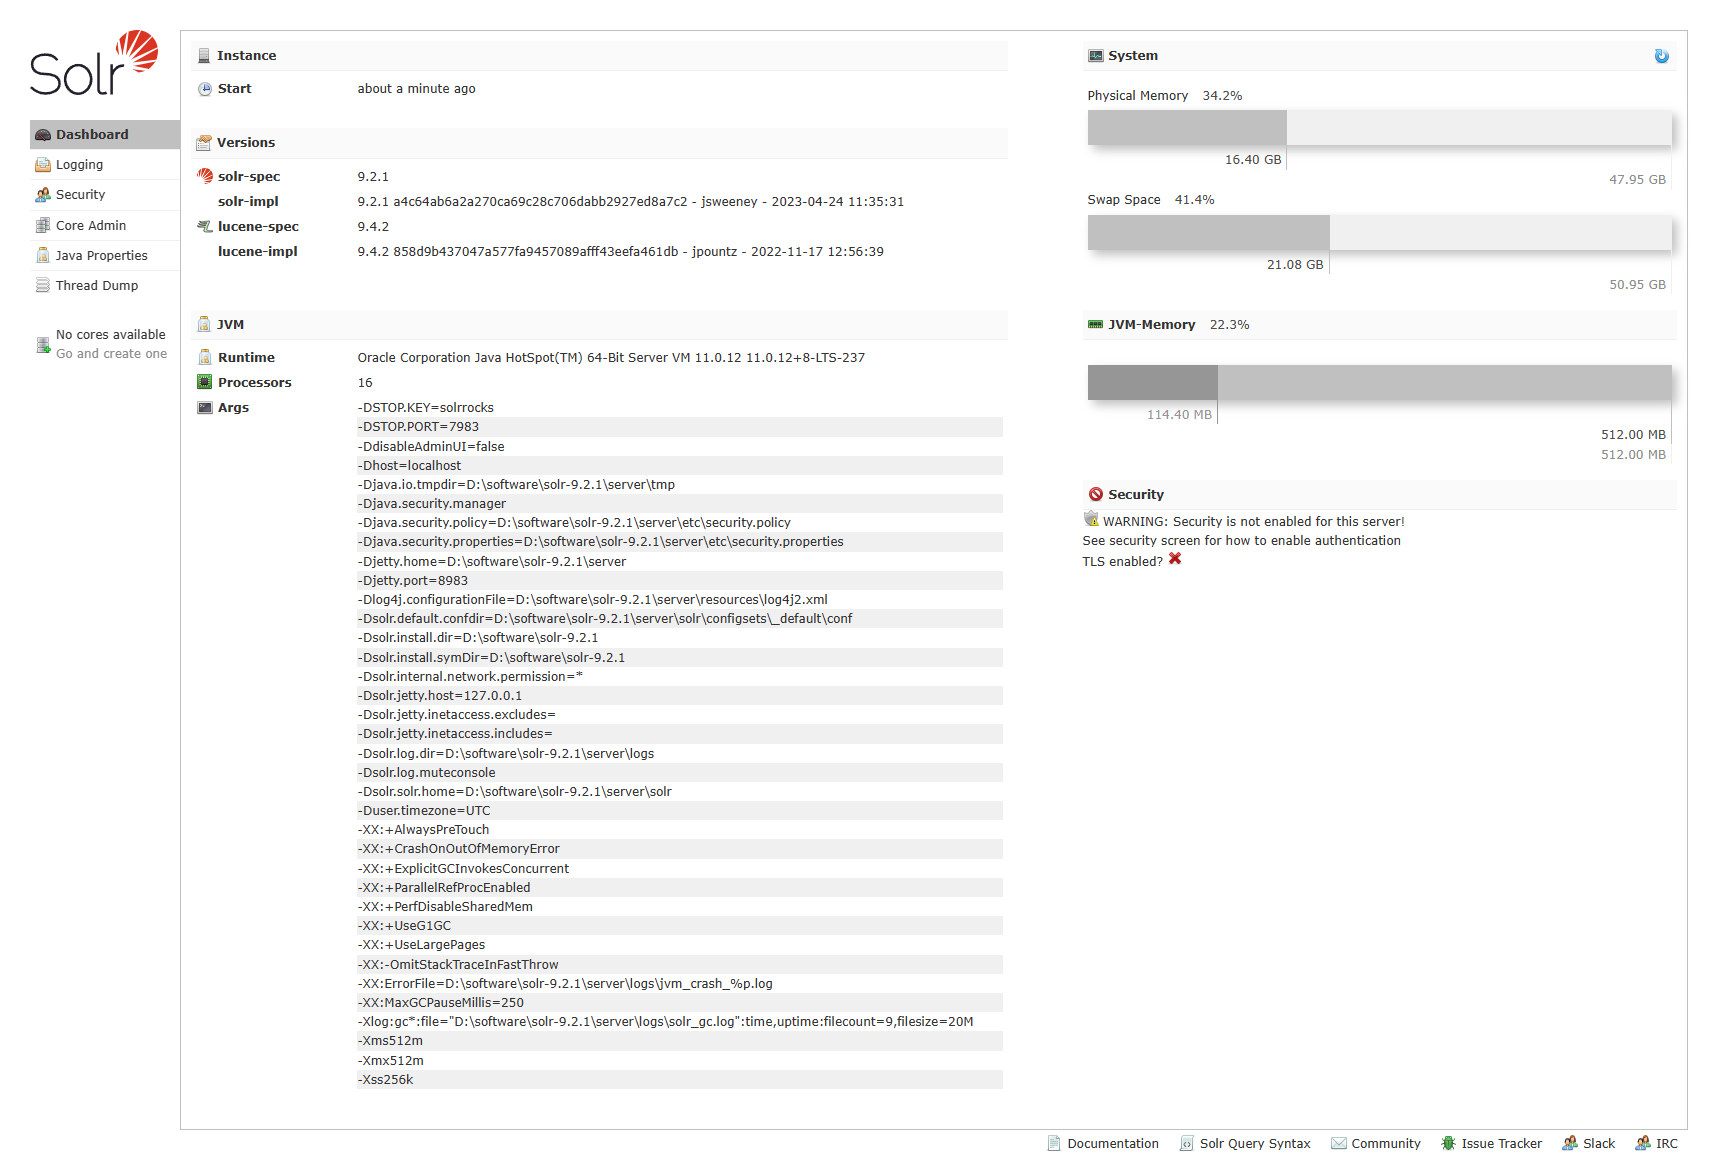 Solr
Dashboard
Logging
Security
Core Admin
Java Properties
Thread Dump
No cores available
Go and create one
Instance
Start about a minute ago
Versions
solr-spec 9.2.1
solr-impl 9.2.1 a4c64ab6a2a270ca69c28c706dabb2927ed8a7c2 - jsweeney - 2023-04-24 11:35:31
lucene-spec 9.4.2
lucene-impl 9.4.2 858d9b437047a577fa9457089afff43eefa461db - jpountz - 2022-11-17 12:56:39
JVM
Runtime Oracle Corporation Java HotSpot(TM) 64-Bit Server VM 11.0.12 11.0.12+8-LTS-237
Processors 16
Args -DSTOP.KEY=solrrocks
-DSTOP.PORT=7983
-DdisableAdminUI=false
-Dhost=localhost
-Djava.io.tmpdir=D:\software\solr-9.2.1\server\tmp
-Djava.security.manager
-Djava.security.policy=D:\software\solr-9.2.1\server\etc\security.policy
-Djava.security.properties=D:\software\solr-9.2.1\server\etc\security.properties
-Djetty.home=D:\software\solr-9.2.1\server
-Djetty.port=8983
-Dlog4j.configurationFile=D:\software\solr-9.2.1\server\resources\log4j2.xml
-Dsolr.default.confdir=D:\software\solr-9.2.1\server\solr\configsets\_default\conf
-Dsolr.install.dir=D:\software\solr-9.2.1
-Dsolr.install.symDir=D:\software\solr-9.2.1
-Dsolr.internal.network.permission=*
-Dsolr.jetty.host=127.0.0.1
-Dsolr.jetty.inetaccess.excludes=
-Dsolr.jetty.inetaccess.includes=
-Dsolr.log.dir=D:\software\solr-9.2.1\server\logs
-Dsolr.log.muteconsole
-Dsolr.solr.home=D:\software\solr-9.2.1\server\solr
-Duser.timezone=UTC
-XX:+AlwaysPreTouch
-XX:+CrashOnOutOfMemoryError
-XX:+ExplicitGCInvokesConcurrent
-XX:+ParallelRefProcEnabled
-XX:+PerfDisableSharedMem
-XX:+UseG1GC
-XX:+UseLargePages
-XX:-OmitStackTraceInFastThrow
-XX:ErrorFile=D:\software\solr-9.2.1\server\logs\jvm_crash_%p.log
-XX:MaxGCPauseMillis=250
-Xlog:gc*:file="D:\software\solr-9.2.1\server\logs\solr_gc.log":time,uptime:filecount=9,filesize=20M
-Xms512m
-Xmx512m
-Xss256k
System
Physical Memory 34.2%
16.40 GB
47.95 GB
Swap Space 41.4%
21.08 GB
50.95 GB
JVM-Memory 22.3%
114.40 MB
512.00 MB
512.00 MB
Security
WARNING: Security is not enabled for this server!
See security screen for how to enable authentication
TLS enabled?
Documentation Solr Query Syntax Community Issue Tracker Slack IRC